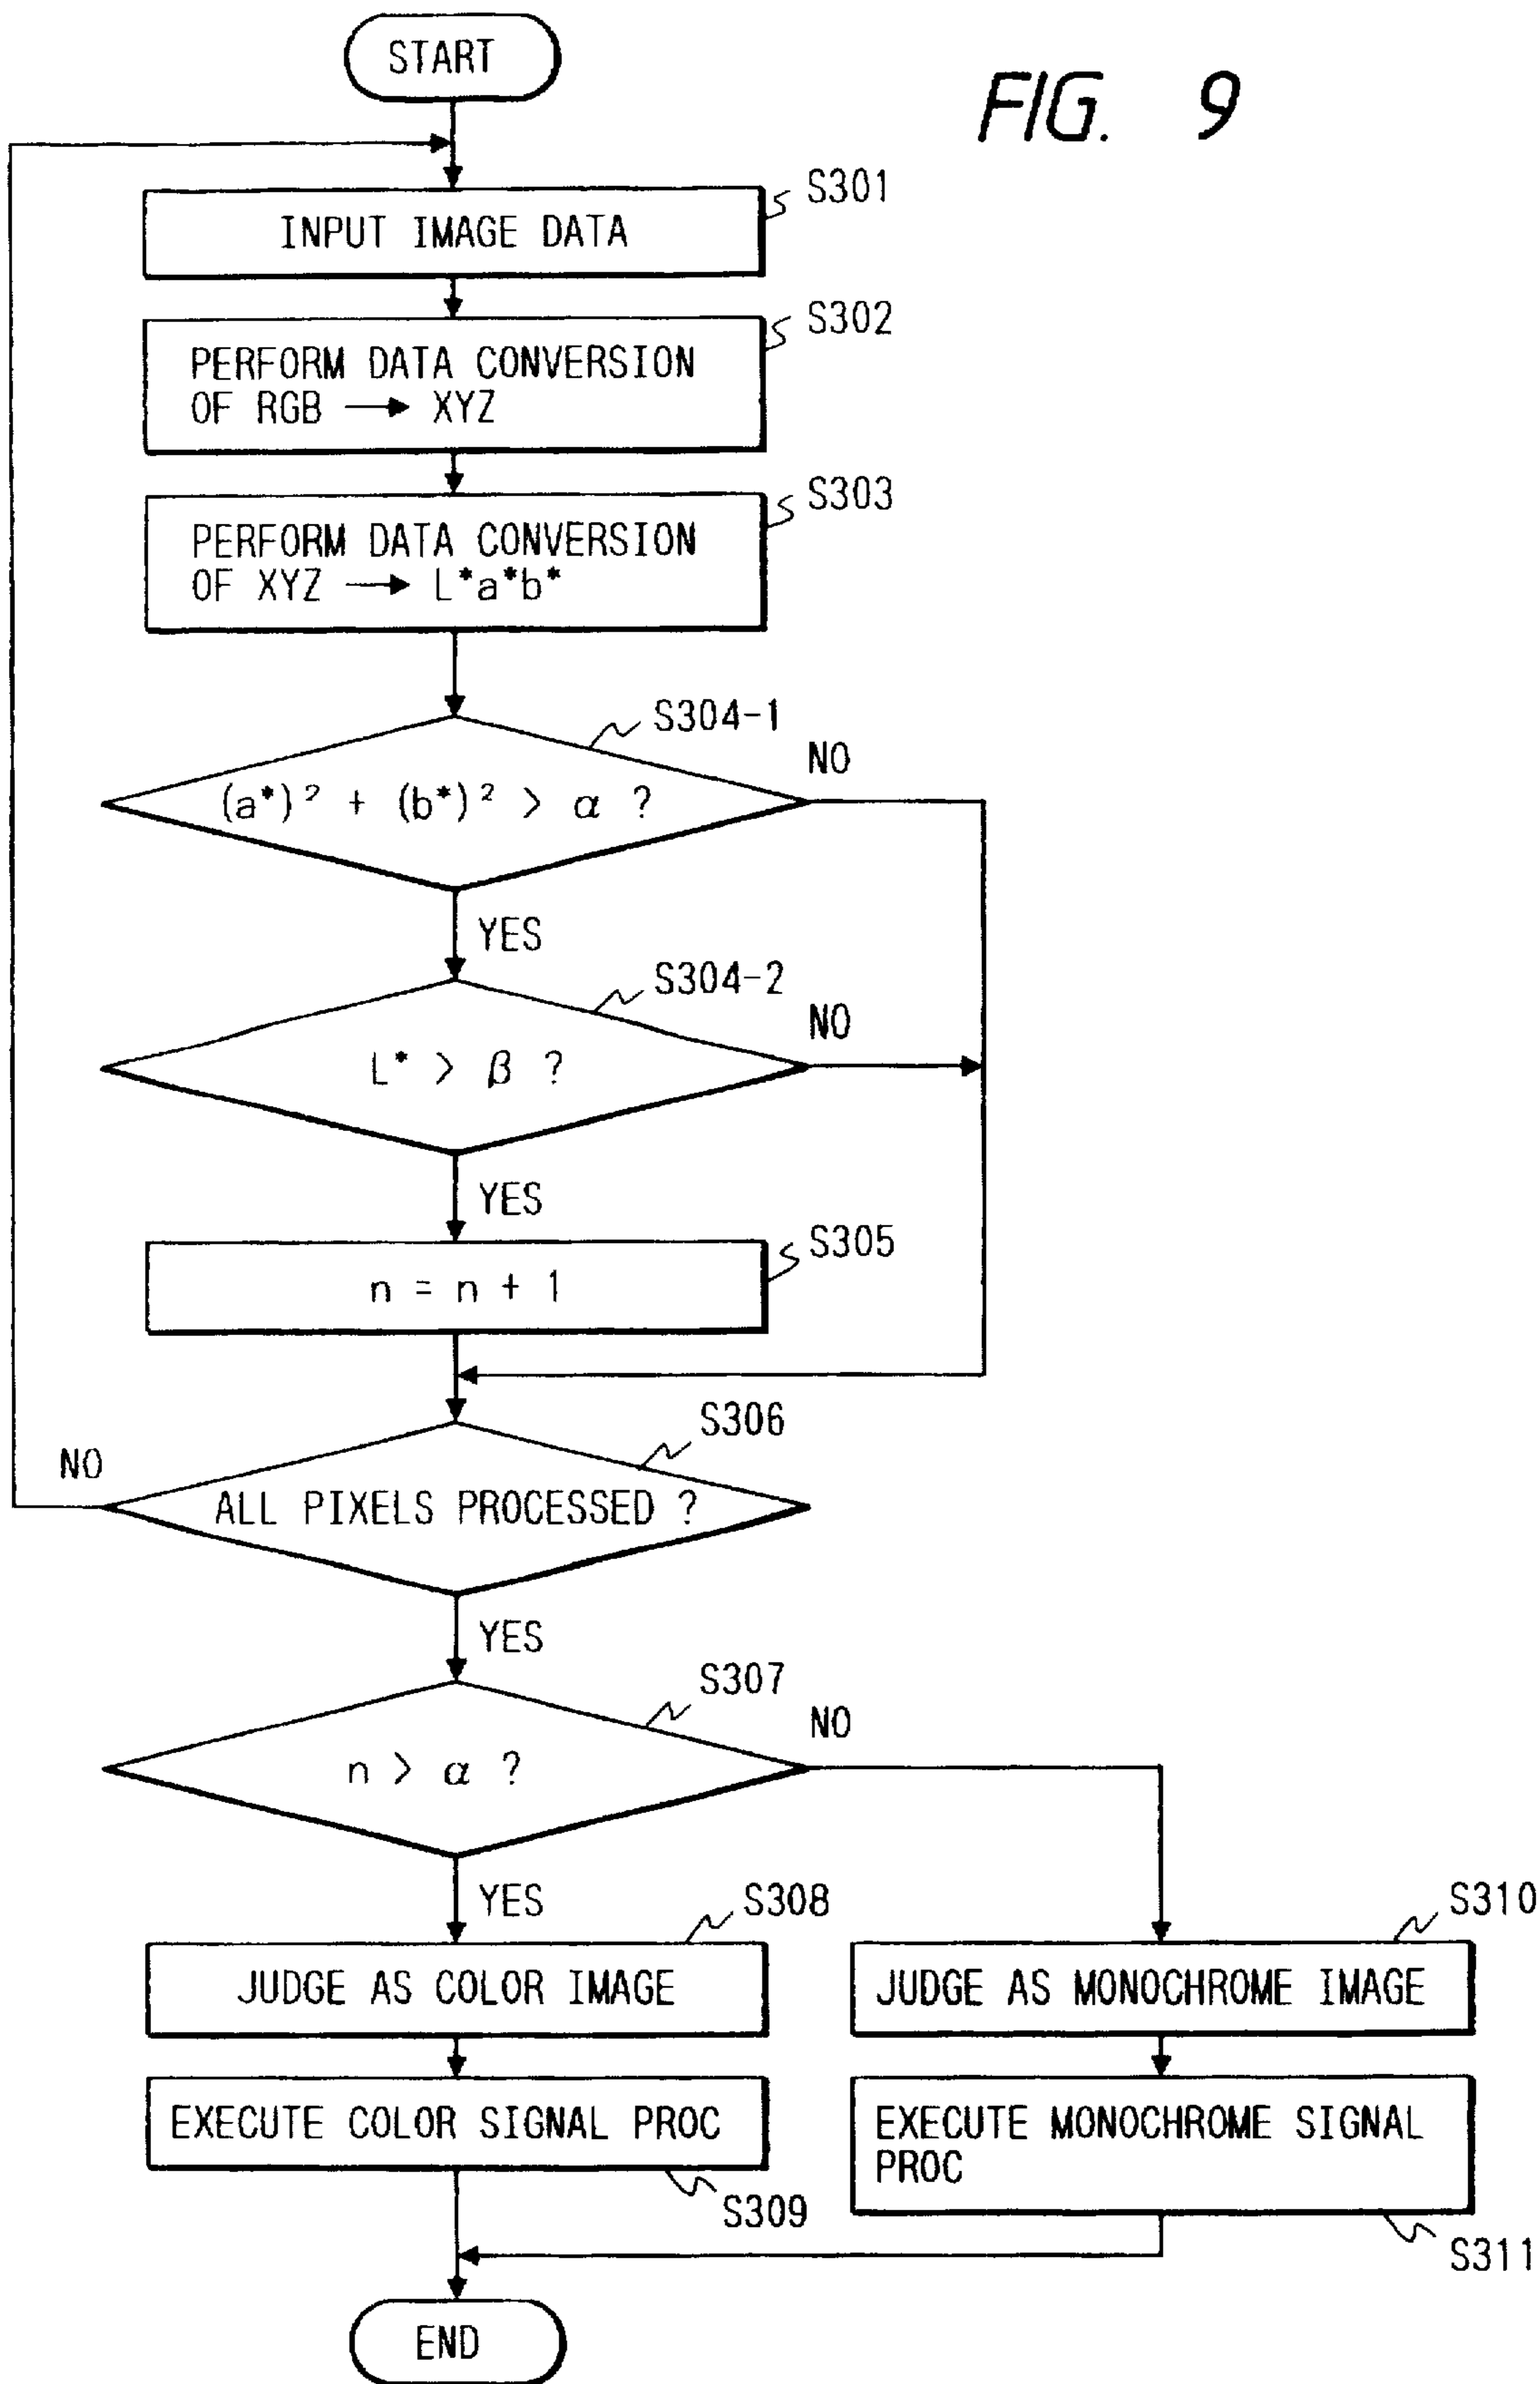 START
FIG. 9
S301
INPUT IMAGE DATA
S302
PERFORM DATA CONVERSION
OF RGB → XYZ
S303
PERFORM DATA CONVERSION
OF XYZ → L*a*b*
S304-1
NO
(a*)² + (b*)² > α ?
YES
S304-2
NO
L* > β ?
YES
S305
n = n + 1
S306
NO
ALL PIXELS PROCESSED ?
YES
S307
NO
n > α ?
YES
S308
S310
JUDGE AS COLOR IMAGE
JUDGE AS MONOCHROME IMAGE
EXECUTE COLOR SIGNAL PROC
EXECUTE MONOCHROME SIGNAL
PROC
S309
S311
END